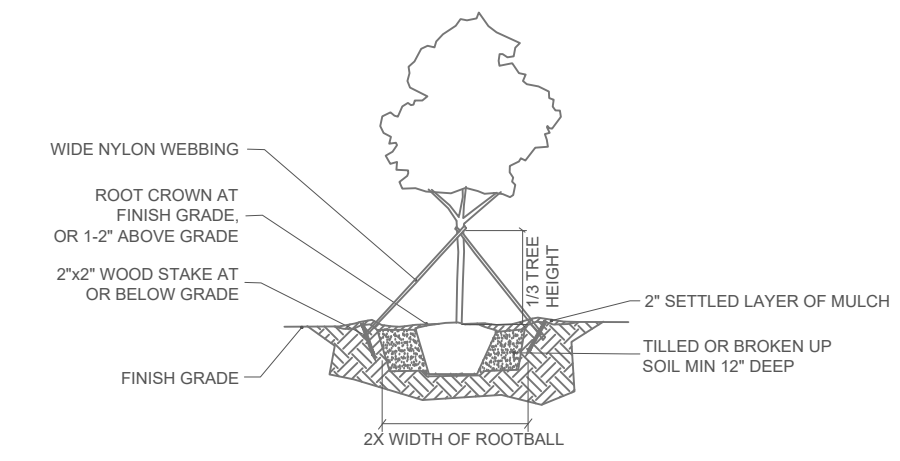 WIDE NYLON WEBBING
ROOT CROWN AT
FINISH GRADE,
OR 1-2" ABOVE GRADE
2"x2" WOOD STAKE AT
OR BELOW GRADE
FINISH GRADE
1/3 TREE
HEIGHT
2" SETTLED LAYER OF MULCH
TILLED OR BROKEN UP
SOIL MIN 12" DEEP
2X WIDTH OF ROOTBALL